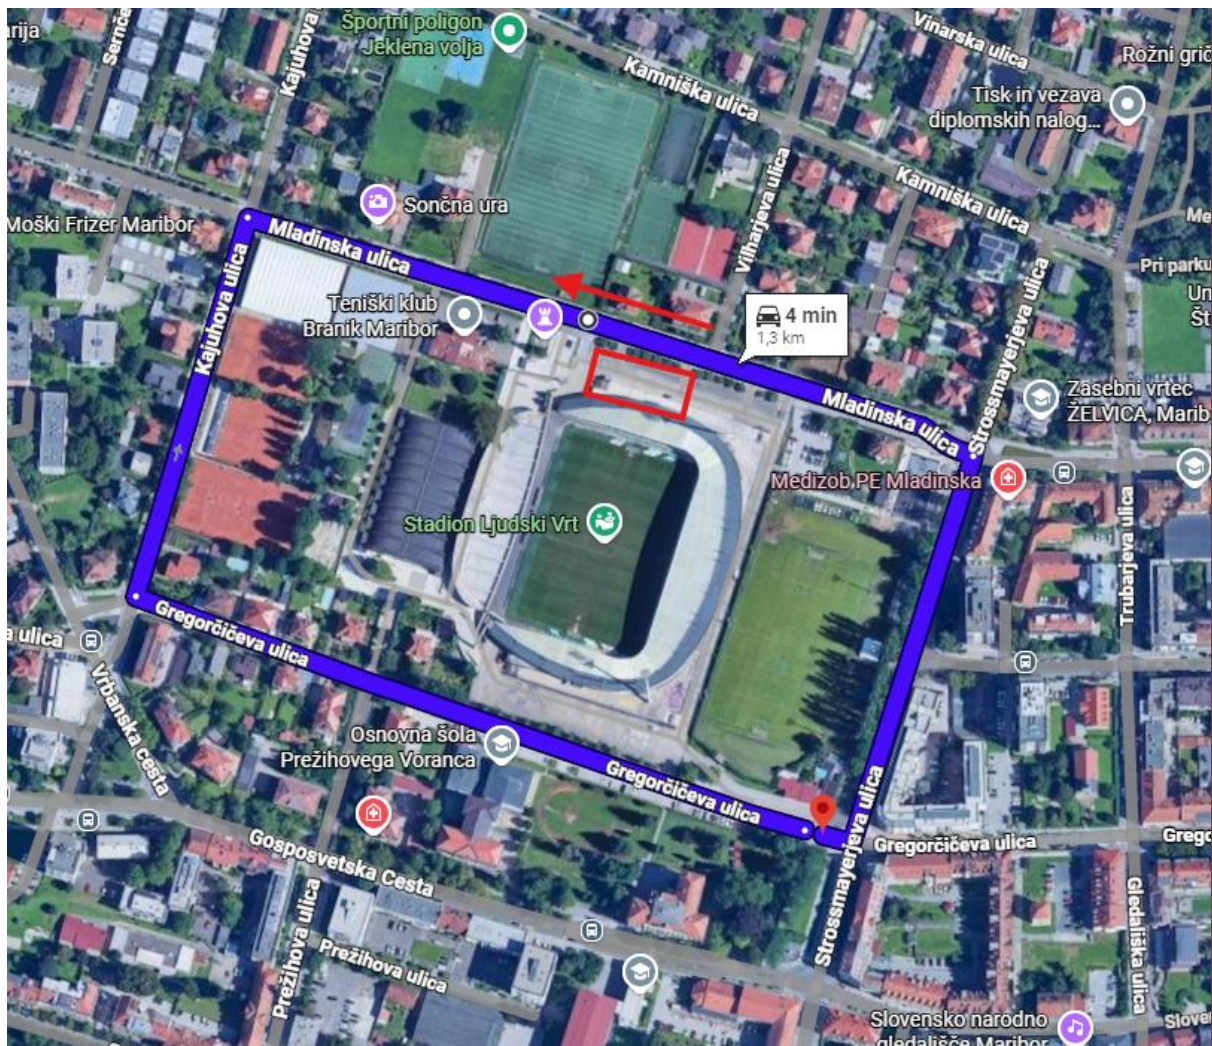 Športni poligon
Jeklena volja
Kajuhova
Vinarska ulica
Rožni grič
Kamniška ulica
Tisk in vezava
diplomskih nalog...
Vilharjeva ulica
Kamniška ulica
Sončna ura
Moški Frizer Maribor
Mladinska ulica
Strossmayerjeva ulica
Pri parku
Kajuhova ulica
Teniški klub
Branik Maribor
4 min
1,3 km
Zasebni vrtec
ŽELVICA, Marib
Mladinska ulica
Medizob PE Mladinska
Stadion Ljudski Vrt
Trubarjeva ulica
Gregorčičeva ulica
a ulica
Vrbanska cesta
Osnovna šola
Prežihovega Voranca
Gregorčičeva ulica
Strossmayerjeva ulica
Gregorčičeva ulica
Grego
Gosposvetska Cesta
Prežihova ulica
Prežihova ulica
Gledališka ulica
Slovensko narodno
gledališče Maribor
Sloven